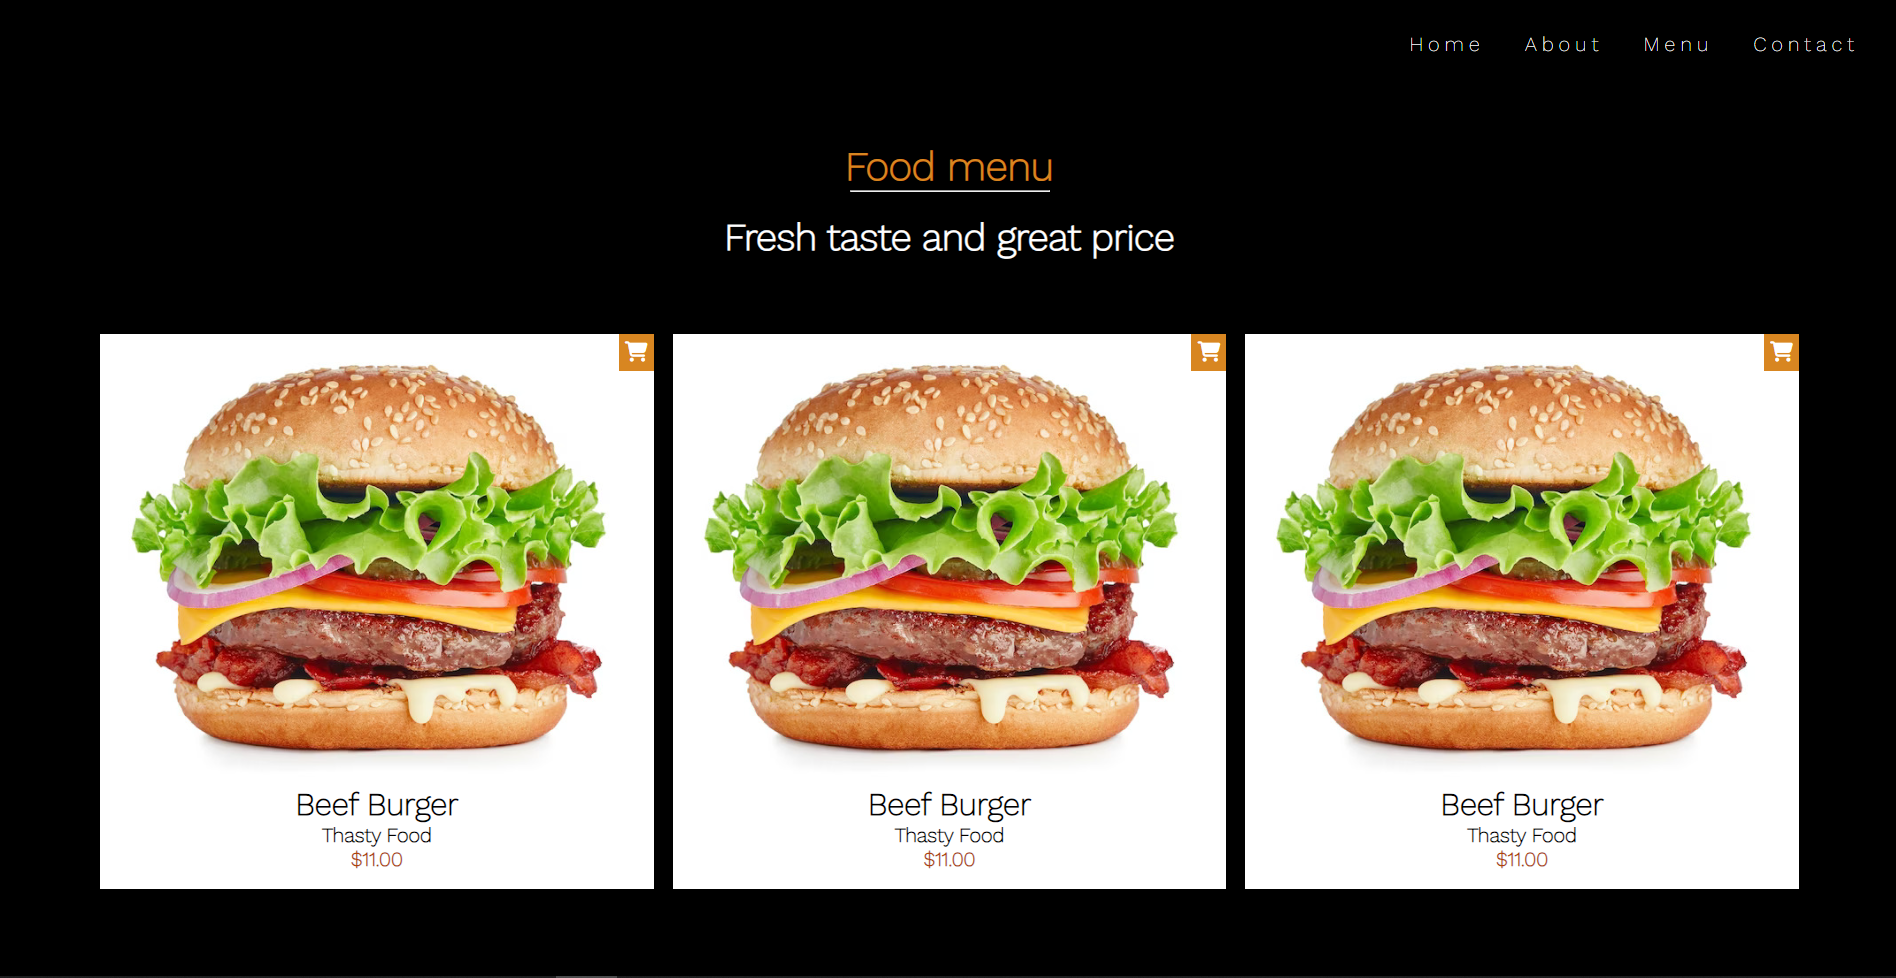 Home About Menu Contact
Food menu
Fresh taste and great price
Beef Burger
Thasty Food
$11.00
Beef Burger
Thasty Food
$11.00
Beef Burger
Thasty Food
$11.00